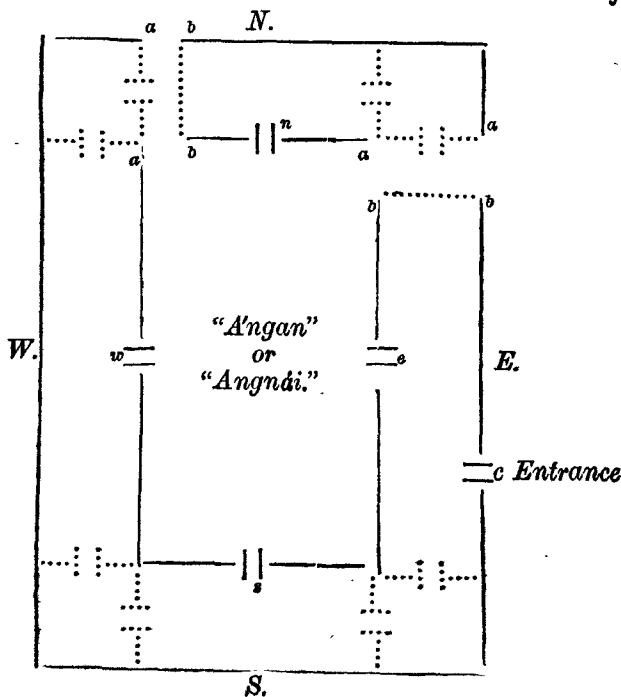 a b N.
n a
a b a
b b
"A'ngan"
W. w or e E.
"Angnái."
c Entrance
s
S.